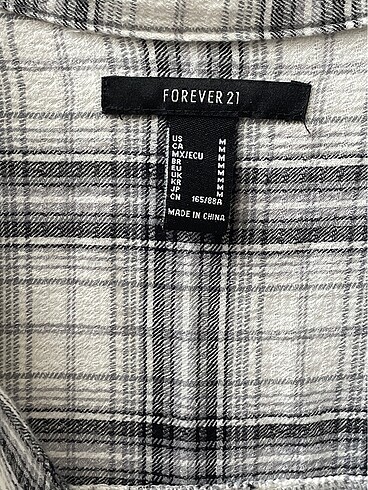 FOREVER 21
US M
CA M
MX/ECU M
BR M
EU M
UK M
KR M
JP M
CN 165/88A
MADE IN CHINA